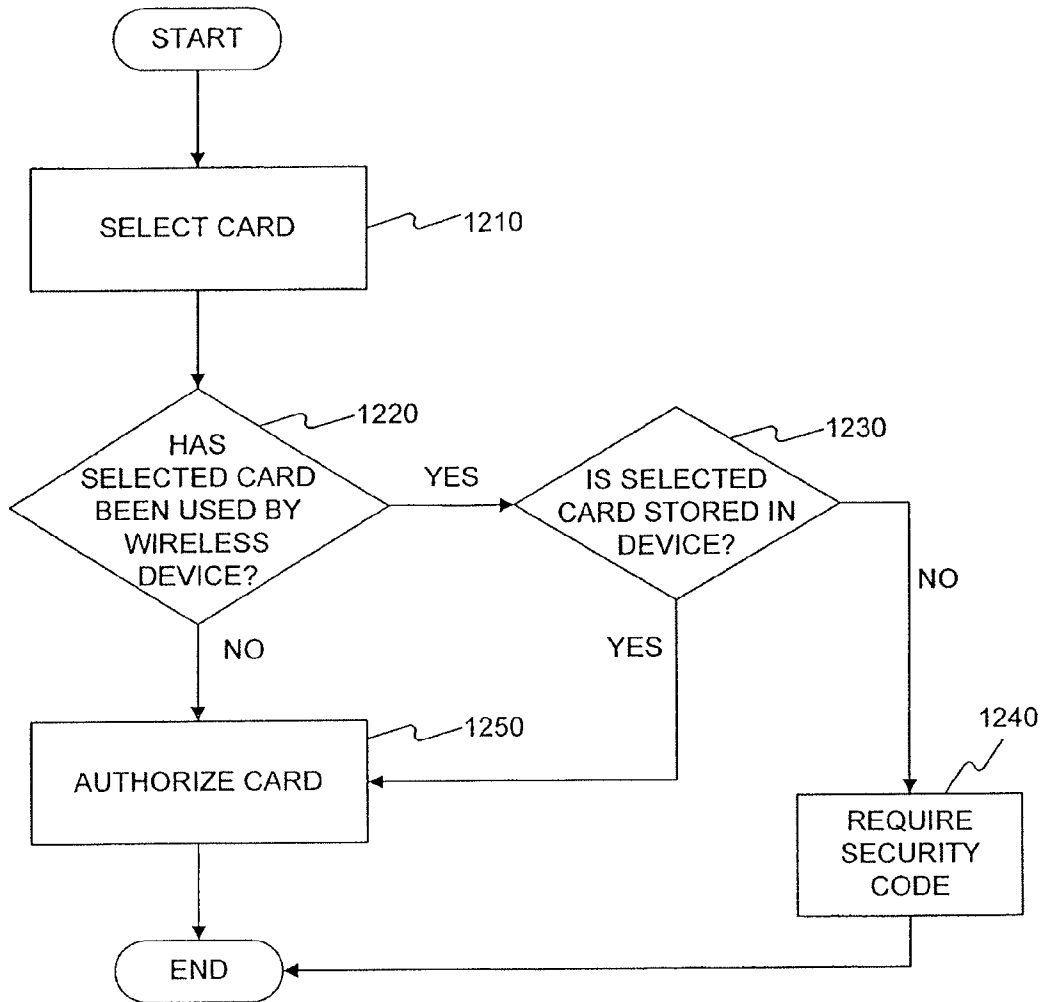 START
SELECT CARD
1210
HAS
SELECTED CARD
BEEN USED BY
WIRELESS
DEVICE?
1220
YES
IS SELECTED
CARD STORED IN
DEVICE?
1230
NO
YES
NO
AUTHORIZE CARD
1250
REQUIRE
SECURITY
CODE
1240
END